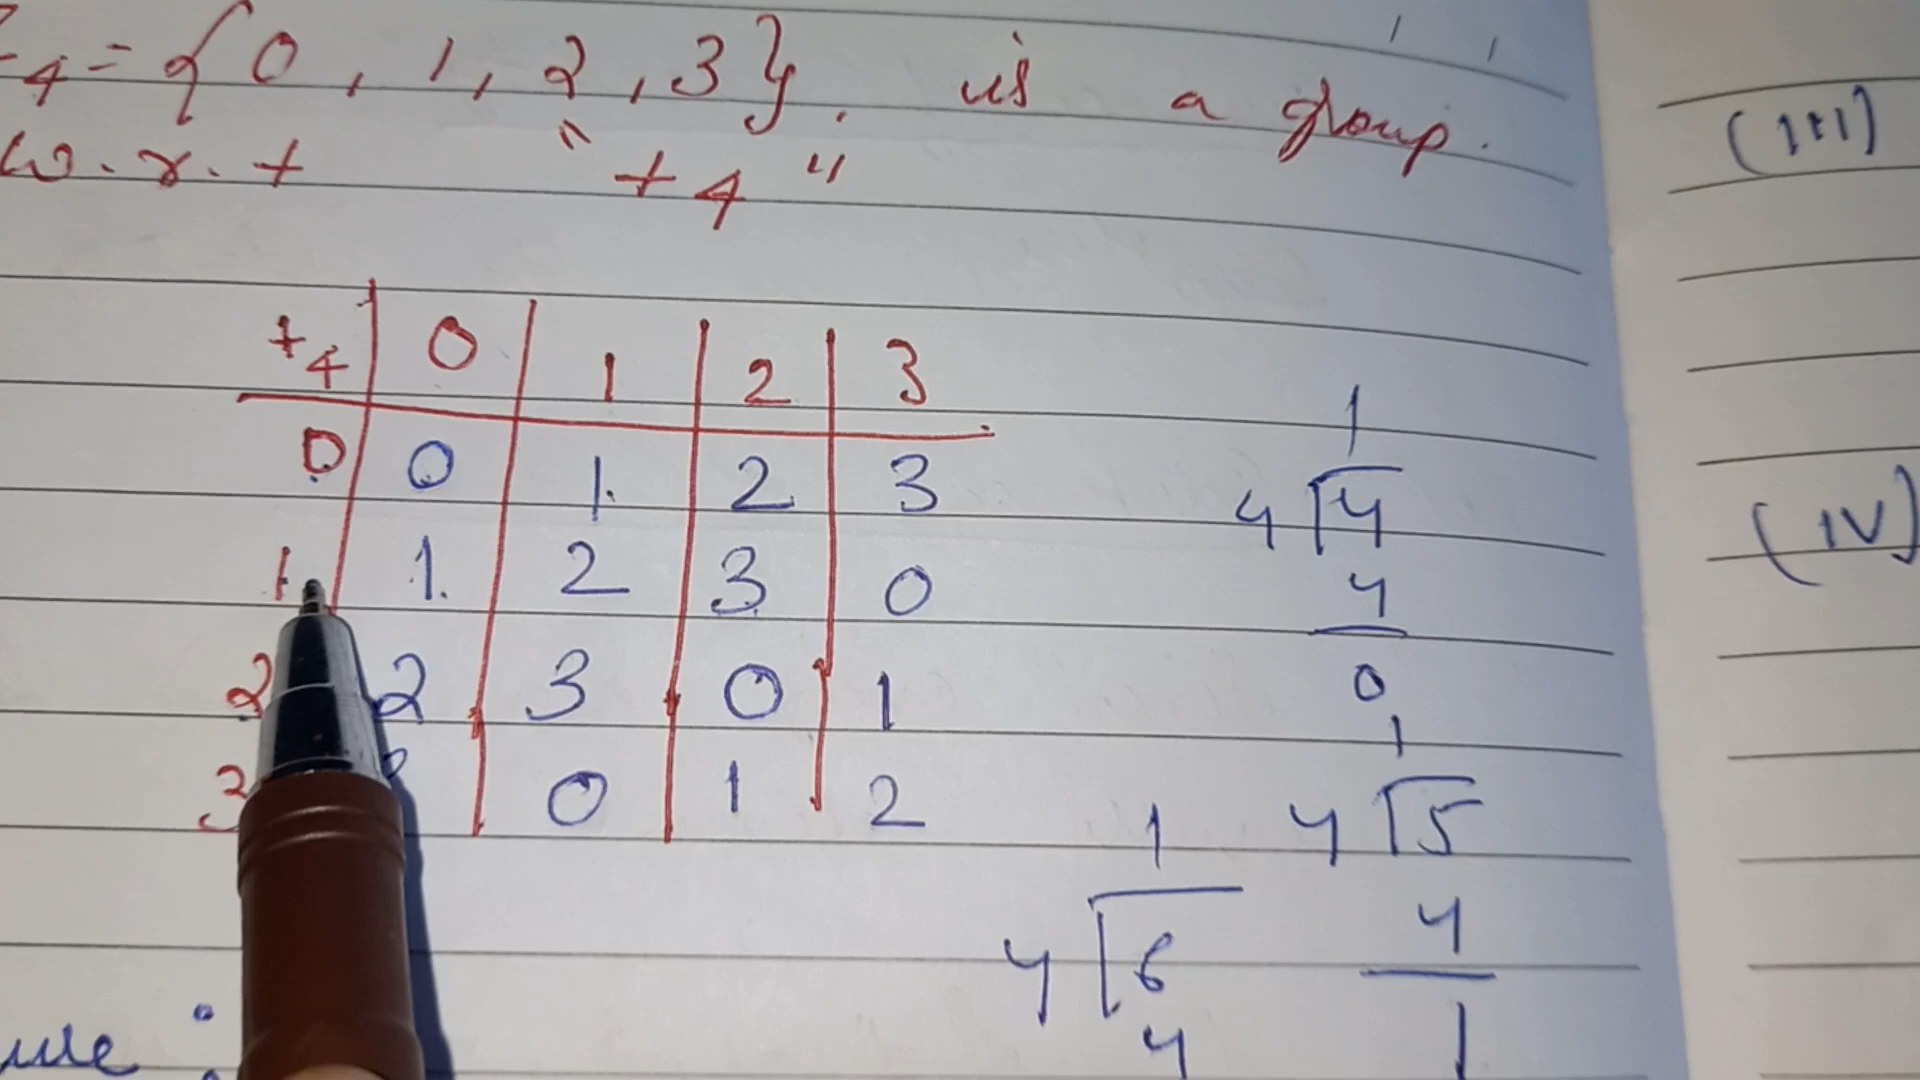 4 = {0, 1, 2, 3}. is a group.
w.r.t "+4"
+4 0 1 2 3
0 0 1 2 3
1 1 2 3 0
2 2 3 0 1
3 0 1 2
1
4 4
4
0
1
4 5
4
1
1
4 6
4
(III)
(IV)